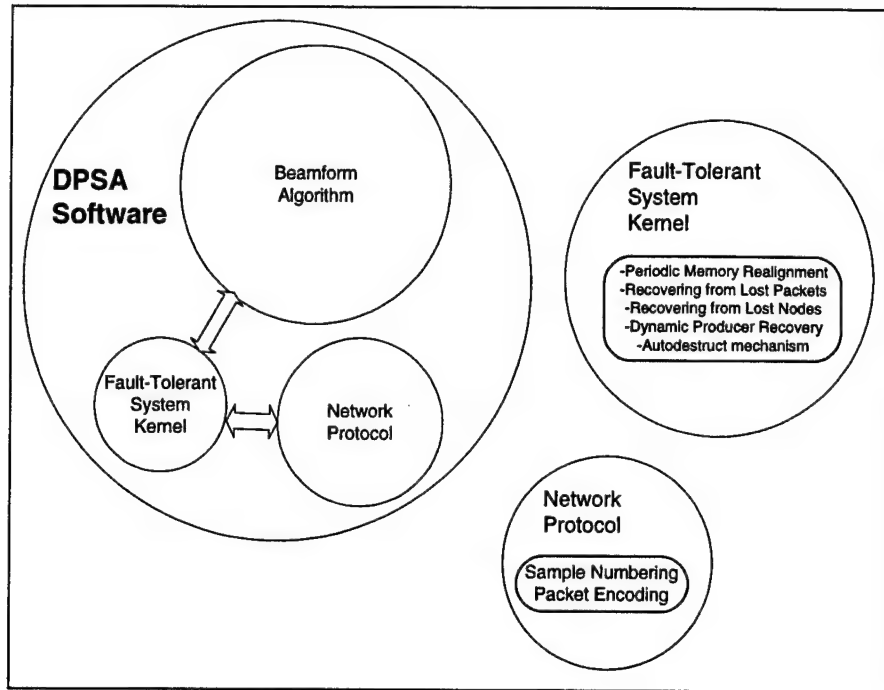 DPSA
Software
Beamform
Algorithm
Fault-Tolerant
System
Kernel
Network
Protocol
Fault-Tolerant
System
Kernel
-Periodic Memory Realignment
-Recovering from Lost Packets
-Recovering from Lost Nodes
-Dynamic Producer Recovery
-Autodestruct mechanism
Network
Protocol
Sample Numbering
Packet Encoding